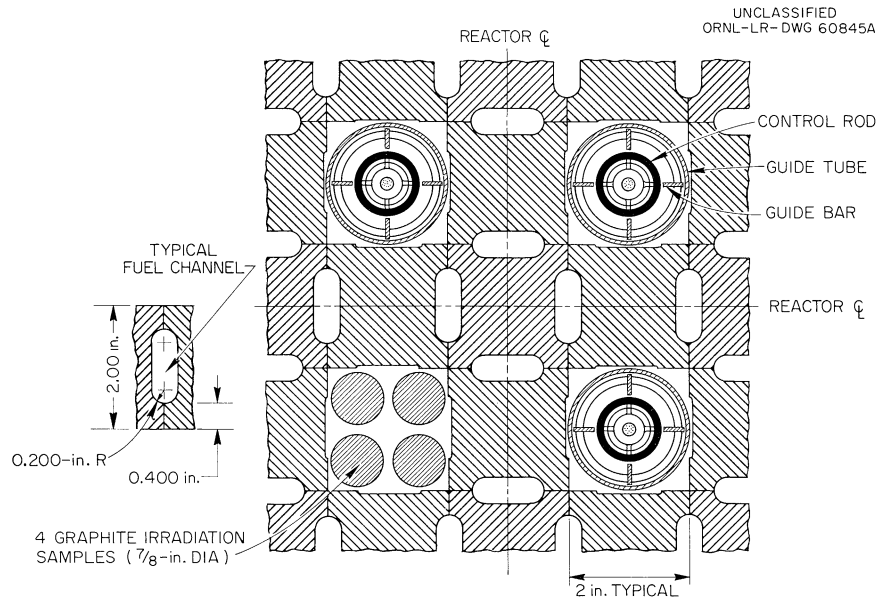 UNCLASSIFIED
ORNL-LR-DWG 60845A
REACTOR ℄
CONTROL ROD
GUIDE TUBE
GUIDE BAR
TYPICAL
FUEL CHANNEL
REACTOR ℄
2.00 in.
0.200-in. R
0.400 in.
4 GRAPHITE IRRADIATION
SAMPLES (7/8-in. DIA)
2 in. TYPICAL